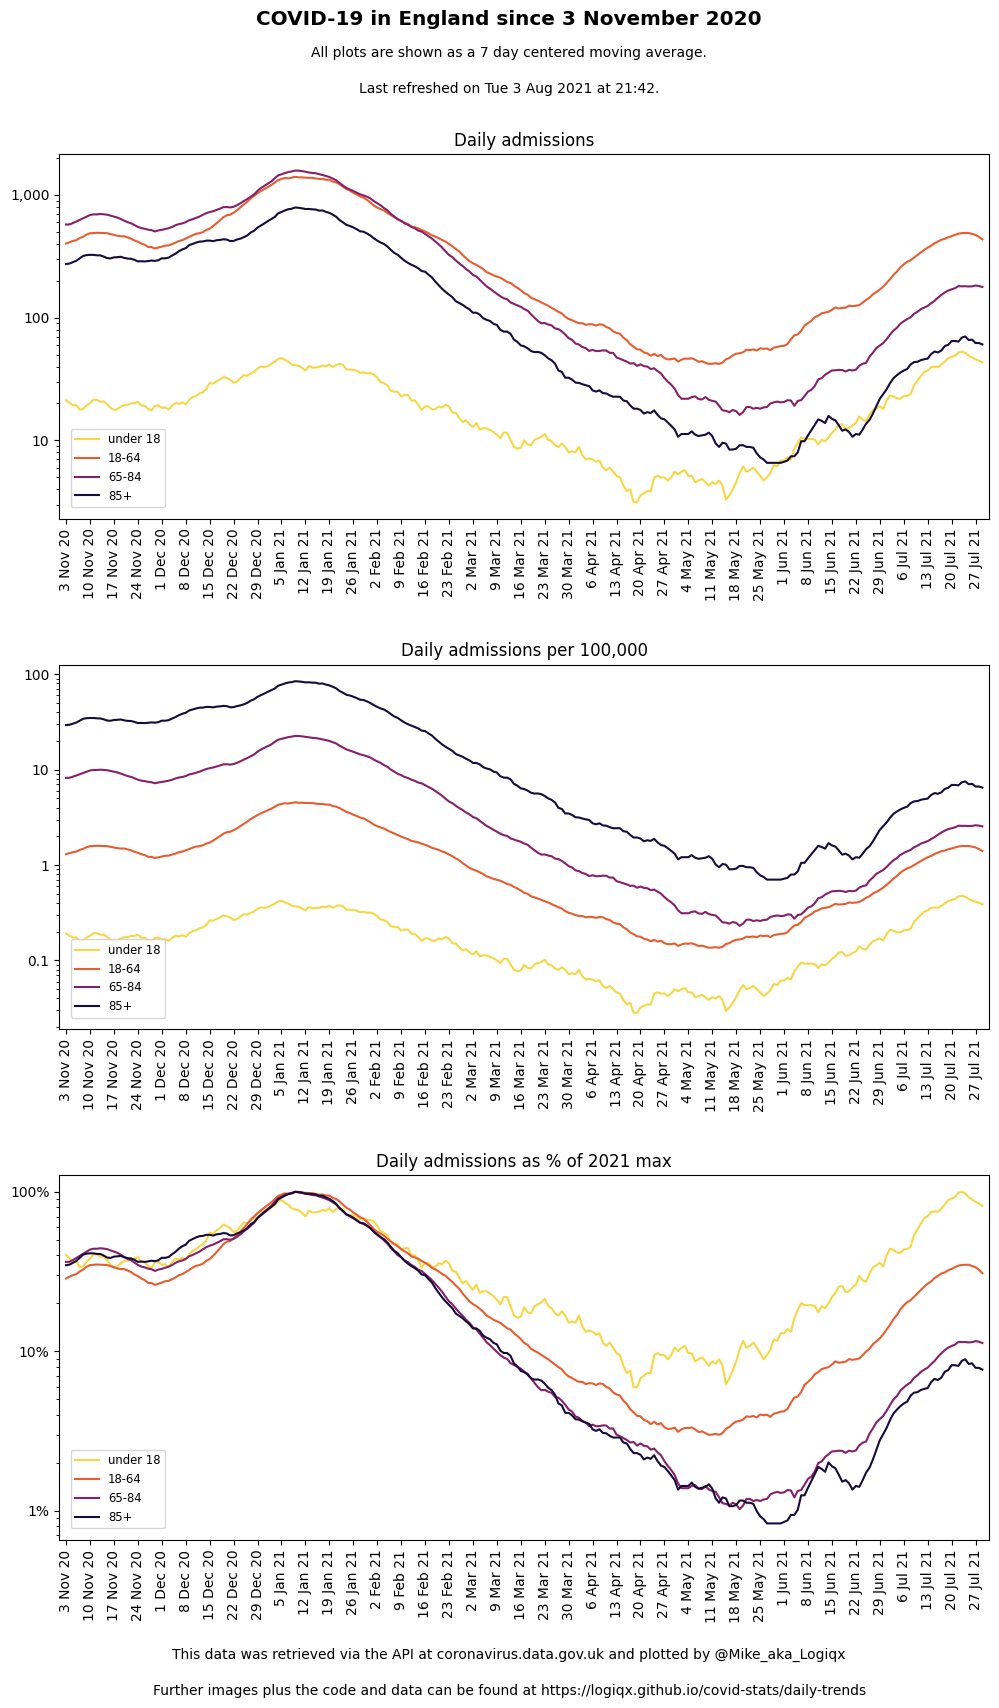 COVID-19 in England since 3 November 2020
All plots are shown as a 7 day centered moving average.
Last refreshed on Tue 3 Aug 2021 at 21:42.
Daily admissions
1,000
100
10
under 18
18-64
65-84
85+
3 Nov 20
10 Nov 20
17 Nov 20
24 Nov 20
1 Dec 20
8 Dec 20
15 Dec 20
22 Dec 20
29 Dec 20
5 Jan 21
12 Jan 21
19 Jan 21
26 Jan 21
2 Feb 21
9 Feb 21
16 Feb 21
23 Feb 21
2 Mar 21
9 Mar 21
16 Mar 21
23 Mar 21
30 Mar 21
6 Apr 21
13 Apr 21
20 Apr 21
27 Apr 21
4 May 21
11 May 21
18 May 21
25 May 21
1 Jun 21
8 Jun 21
15 Jun 21
22 Jun 21
29 Jun 21
6 Jul 21
13 Jul 21
20 Jul 21
27 Jul 21
Daily admissions per 100,000
100
10
1
0.1
under 18
18-64
65-84
85+
3 Nov 20
10 Nov 20
17 Nov 20
24 Nov 20
1 Dec 20
8 Dec 20
15 Dec 20
22 Dec 20
29 Dec 20
5 Jan 21
12 Jan 21
19 Jan 21
26 Jan 21
2 Feb 21
9 Feb 21
16 Feb 21
23 Feb 21
2 Mar 21
9 Mar 21
16 Mar 21
23 Mar 21
30 Mar 21
6 Apr 21
13 Apr 21
20 Apr 21
27 Apr 21
4 May 21
11 May 21
18 May 21
25 May 21
1 Jun 21
8 Jun 21
15 Jun 21
22 Jun 21
29 Jun 21
6 Jul 21
13 Jul 21
20 Jul 21
27 Jul 21
Daily admissions as % of 2021 max
100%
10%
1%
under 18
18-64
65-84
85+
3 Nov 20
10 Nov 20
17 Nov 20
24 Nov 20
1 Dec 20
8 Dec 20
15 Dec 20
22 Dec 20
29 Dec 20
5 Jan 21
12 Jan 21
19 Jan 21
26 Jan 21
2 Feb 21
9 Feb 21
16 Feb 21
23 Feb 21
2 Mar 21
9 Mar 21
16 Mar 21
23 Mar 21
30 Mar 21
6 Apr 21
13 Apr 21
20 Apr 21
27 Apr 21
4 May 21
11 May 21
18 May 21
25 May 21
1 Jun 21
8 Jun 21
15 Jun 21
22 Jun 21
29 Jun 21
6 Jul 21
13 Jul 21
20 Jul 21
27 Jul 21
This data was retrieved via the API at coronavirus.data.gov.uk and plotted by @Mike_aka_Logiqx
Further images plus the code and data can be found at https://logiqx.github.io/covid-stats/daily-trends